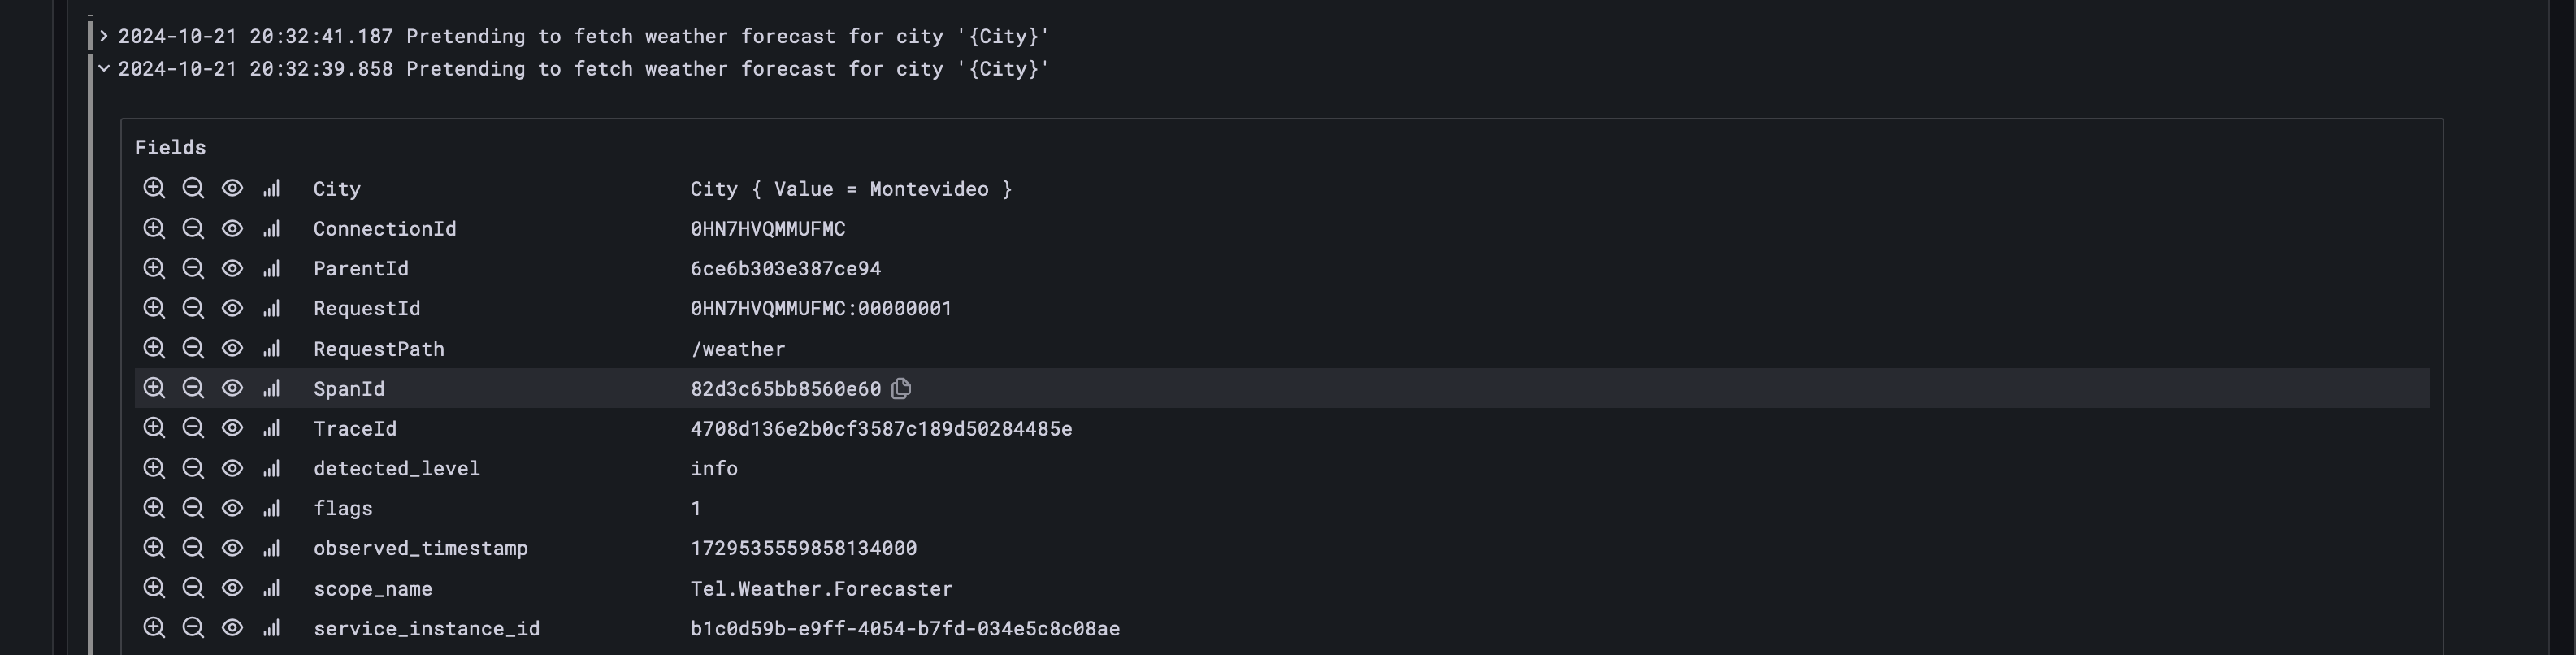 2024-10-21 20:32:41.187 Pretending to fetch weather forecast for city '{City}'
2024-10-21 20:32:39.858 Pretending to fetch weather forecast for city '{City}'
Fields
City City { Value = Montevideo }
ConnectionId 0HN7HVQMMUFMC
ParentId 6ce6b303e387ce94
RequestId 0HN7HVQMMUFMC:00000001
RequestPath /weather
SpanId 82d3c65bb8560e60
TraceId 4708d136e2b0cf3587c189d50284485e
detected_level info
flags 1
observed_timestamp 1729535559858134000
scope_name Tel.Weather.Forecaster
service_instance_id b1c0d59b-e9ff-4054-b7fd-034e5c8c08ae